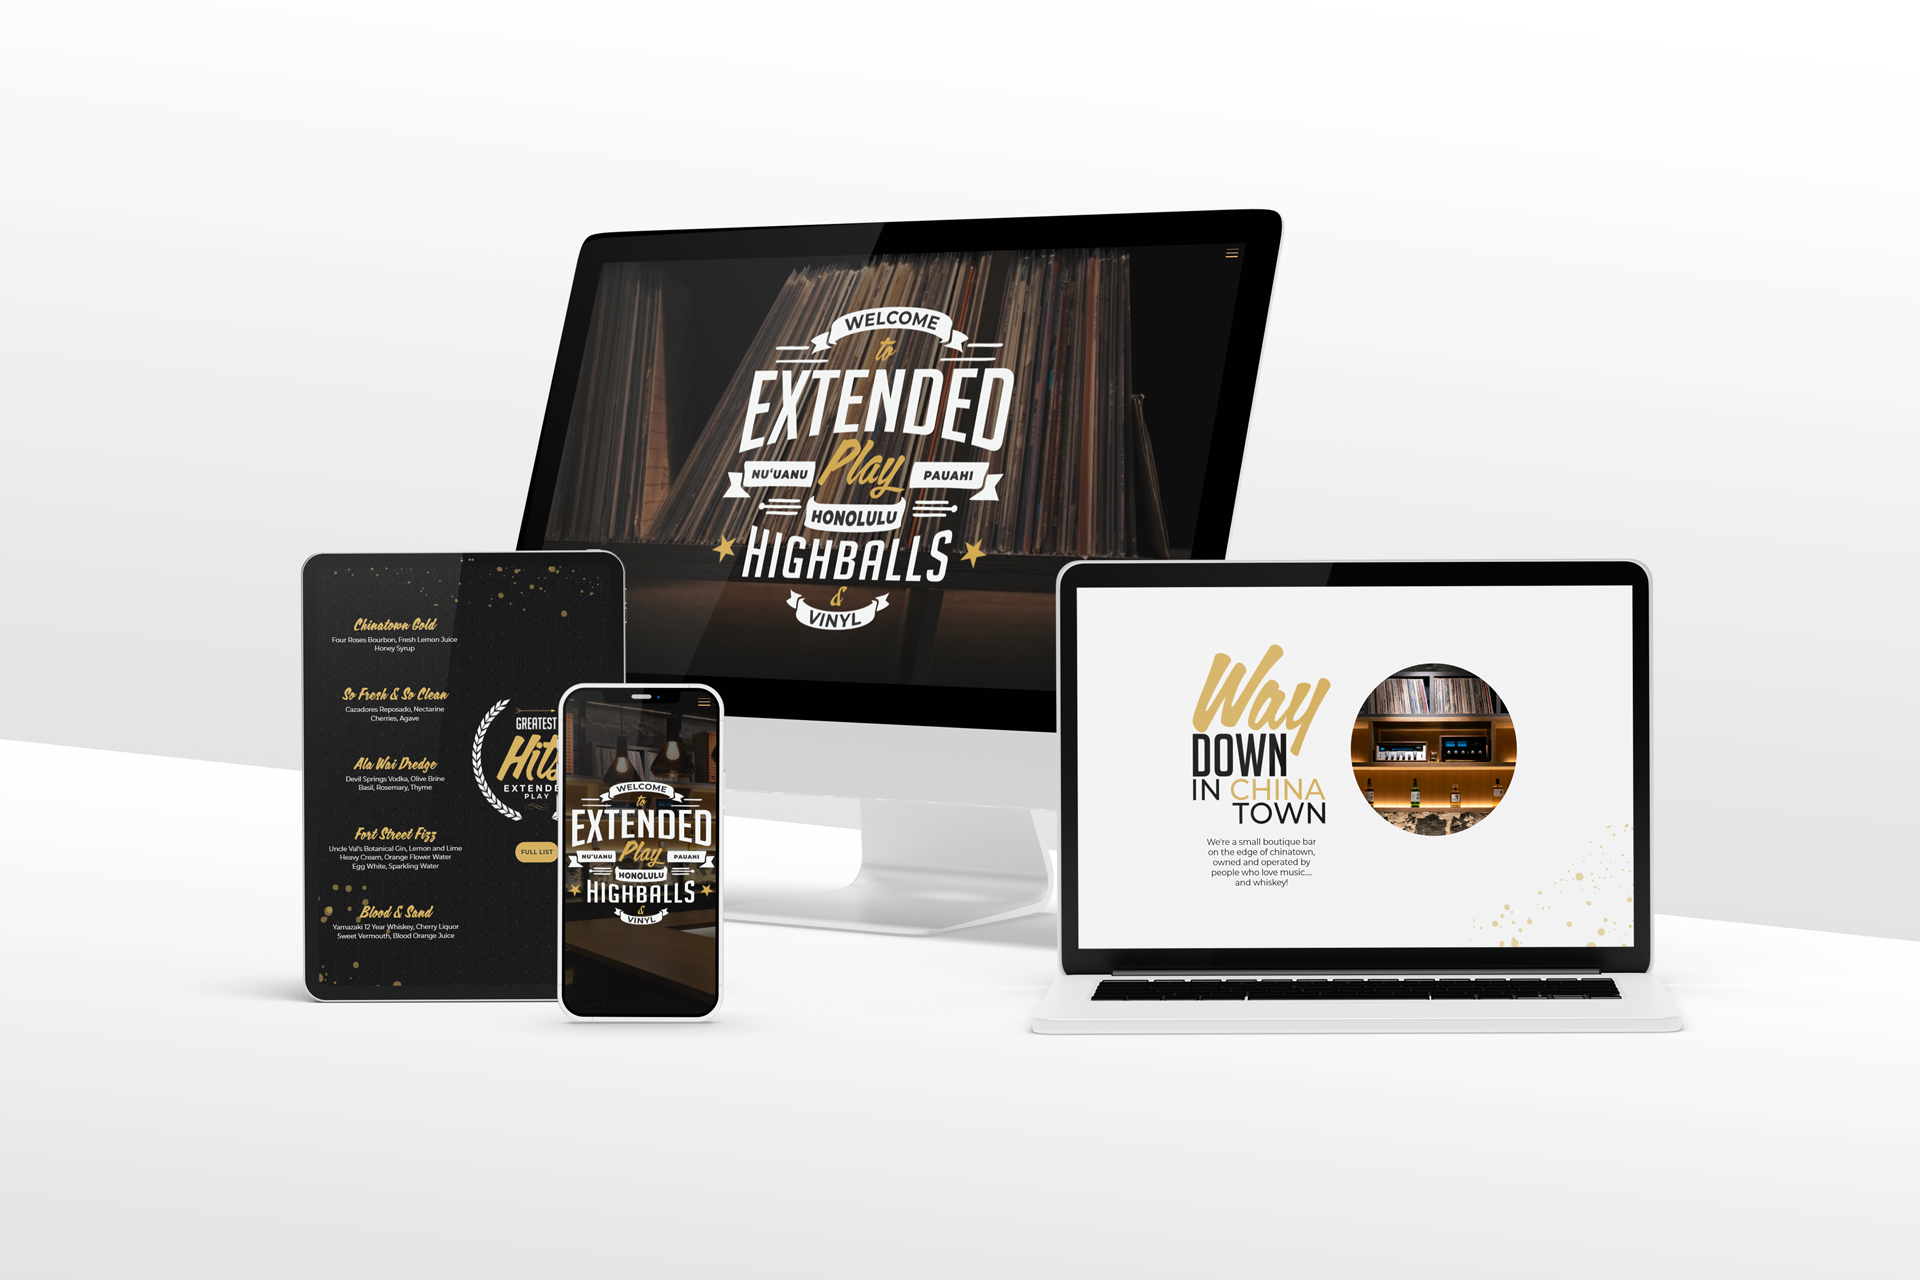 WELCOME
to
EXTENDED
Play
NU'UANU
PAUAHI
HONOLULU
HIGHBALLS
&
VINYL
Chinatown Gold
Four Roses Bourbon, Fresh Lemon Juice
Honey Syrup
So Fresh & So Clean
Cazadores Reposado, Nectarine
Cherries, Agave
Ala Wai Dredge
Devil Springs Vodka, Olive Brine
Basil, Rosemary, Thyme
Fort Street Fizz
Uncle Val's Botanical Gin, Lemon and Lime
Heavy Cream, Orange Flower Water
Egg White, Sparkling Water
Blood & Sand
Yamazaki 12 Year Whiskey, Cherry Liquor
Sweet Vermouth, Blood Orange Juice
GREATEST
Hits
EXTENDE
PLAY
FULL LIST
WELCOME
to
EXTENDED
Play
NU'UANU
PAUAHI
HONOLULU
HIGHBALLS
&
VINYL
Way
DOWN
IN CHINA
TOWN
We're a small boutique bar
on the edge of chinatown,
owned and operated by
people who love music....
and whiskey!